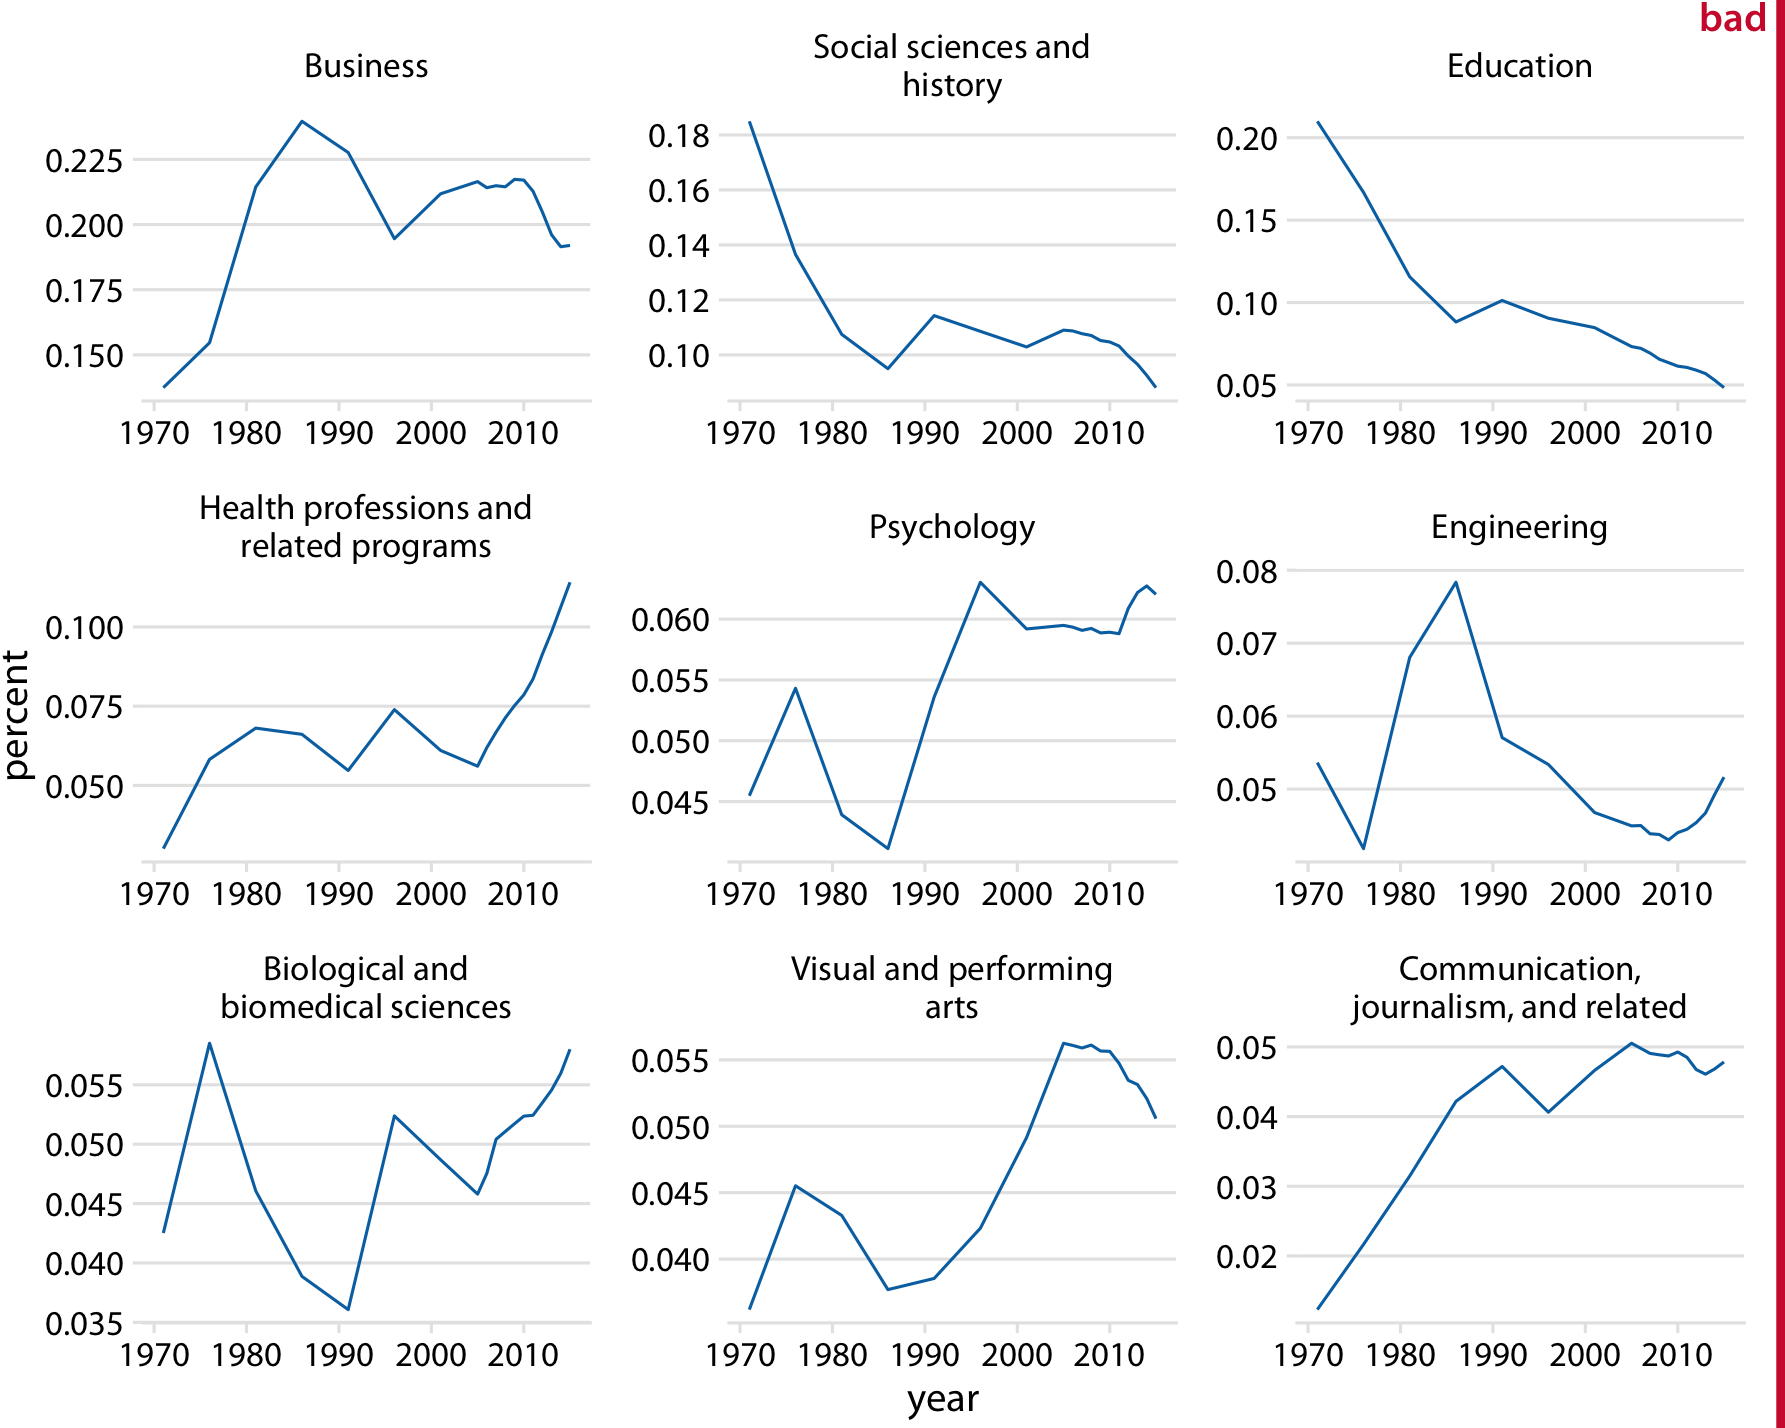 bad
Business
0.225
0.200
0.175
0.150
1970 1980 1990 2000 2010
Social sciences and
history
0.18
0.16
0.14
0.12
0.10
1970 1980 1990 2000 2010
Education
0.20
0.15
0.10
0.05
1970 1980 1990 2000 2010
percent
Health professions and
related programs
0.100
0.075
0.050
1970 1980 1990 2000 2010
Psychology
0.060
0.055
0.050
0.045
1970 1980 1990 2000 2010
Engineering
0.08
0.07
0.06
0.05
1970 1980 1990 2000 2010
Biological and
biomedical sciences
0.055
0.050
0.045
0.040
0.035
1970 1980 1990 2000 2010
Visual and performing
arts
0.055
0.050
0.045
0.040
1970 1980 1990 2000 2010
Communication,
journalism, and related
0.05
0.04
0.03
0.02
1970 1980 1990 2000 2010
year